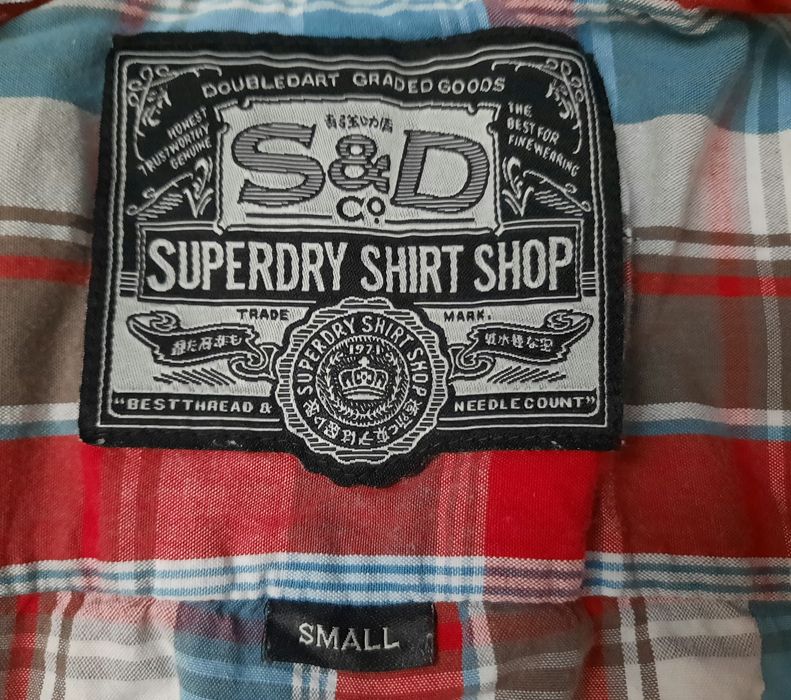 DOUBLEDART GRADED GOODS
HONEST
TRUSTWORTHY
GENUINE
THE
BEST FOR
FINE WEARING
S&D
CO.
SUPERDRY SHIRT SHOP
TRADE MARK.
SUPERDRY SHIRT SHOP
1971
"BEST THREAD & NEEDLE COUNT"
SMALL